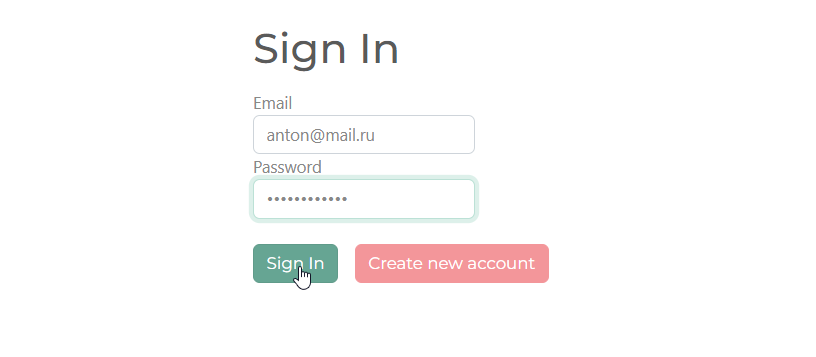 Sign In
Email
anton@mail.ru
Password
••••••••••••
Sign In Create new account